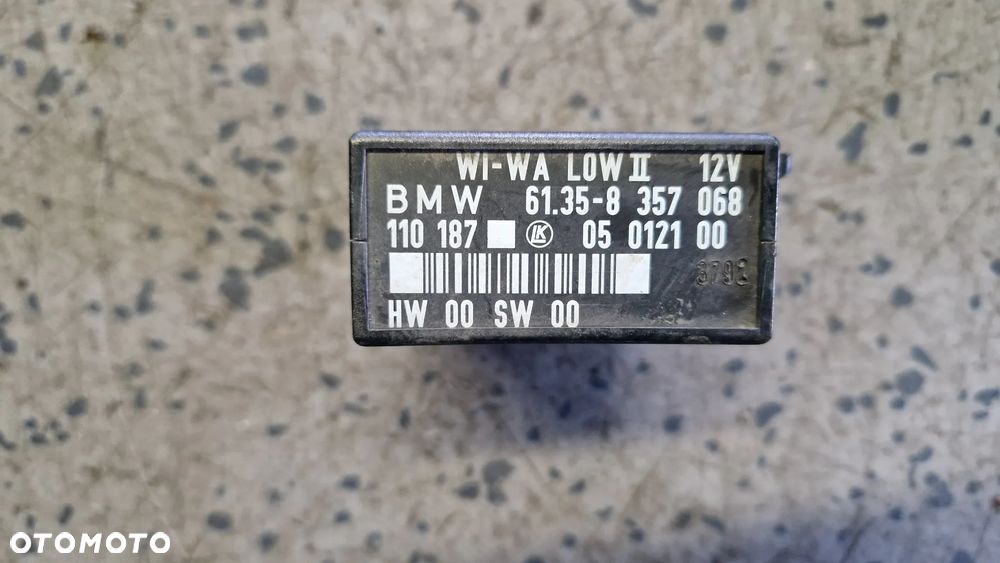 WI-WA LOW II 12V
BMW 61.35-8 357 068
110 187 LK 05 0121 00
HW 00 SW 00
OTOMOTO